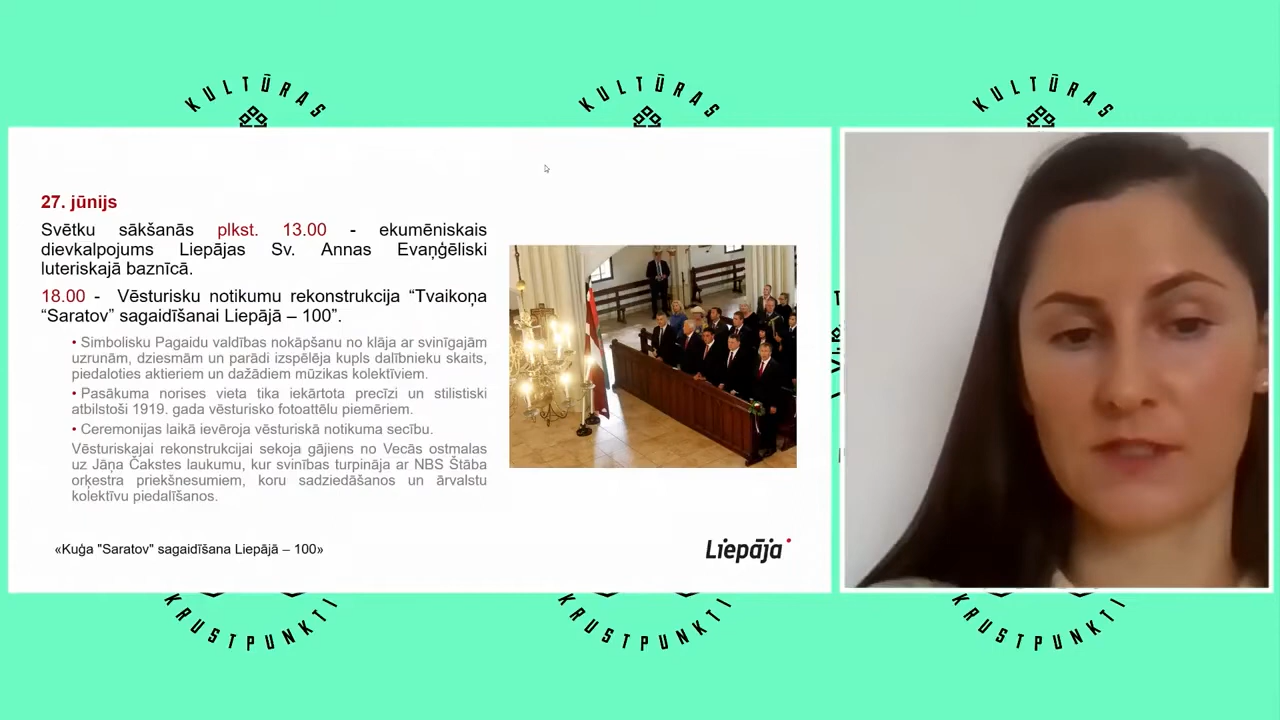 KULTŪRAS
KULTŪRAS
KULTŪRAS
27. jūnijs
Svētku sākšanās plkst. 13.00 - ekumēniskais
dievkalpojums Liepājas Sv. Annas Evaņģēliski
luteriskajā baznīcā.
18.00 - Vēsturisku notikumu rekonstrukcija “Tvaikoņa
“Saratov” sagaidīšanai Liepājā – 100”.
• Simbolisku Pagaidu valdības nokāpšanu no klāja ar svinīgajām
uzrunām, dziesmām un parādi izspēlēja kupls dalībnieku skaits,
piedaloties aktieriem un dažādiem mūzikas kolektīviem.
• Pasākuma norises vieta tika iekārtota precīzi un stilistiski
atbilstoši 1919. gada vēsturisko fotoattēlu piemēriem.
• Ceremonijas laikā ievēroja vēsturiskā notikuma secību.
Vēsturiskajai rekonstrukcijai sekoja gājiens no Vecās ostmalas
uz Jāņa Čakstes laukumu, kur svinības turpināja ar NBS Štāba
orķestra priekšnesumiem, koru sadziedāšanos un ārvalstu
kolektīvu piedalīšanos.
«Kuģa "Saratov" sagaidīšana Liepājā – 100»
Liepāja
KRUSTPUNKTI
KRUSTPUNKTI
KRUSTPUNKTI